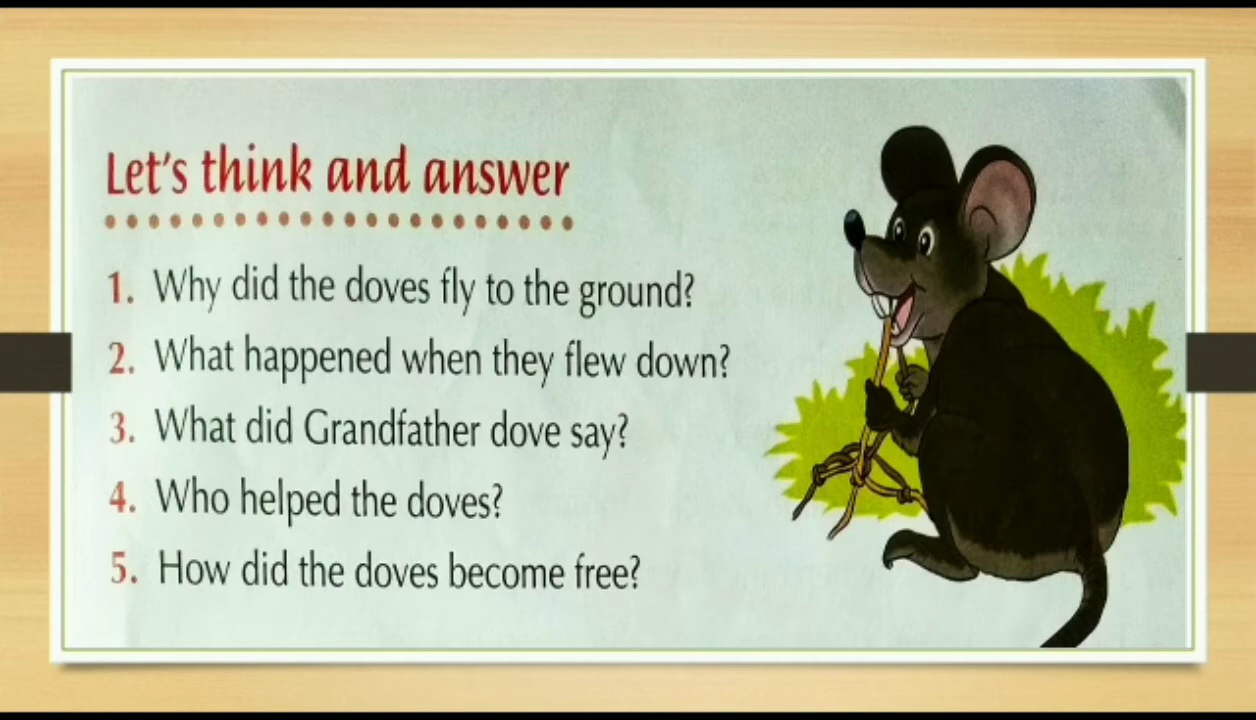 Let's think and answer
1. Why did the doves fly to the ground?
2. What happened when they flew down?
3. What did Grandfather dove say?
4. Who helped the doves?
5. How did the doves become free?